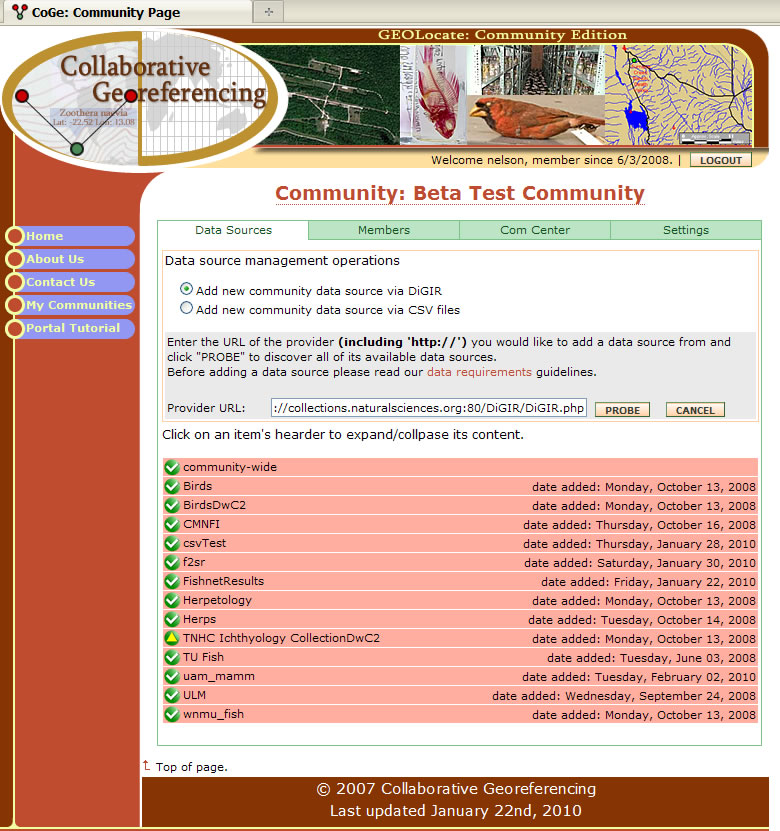 CoGe: Community Page
GEOLocate: Community Edition
Collaborative
Georeferencing
Zoothera naevia
Lat: -22.52 Lon: 13.08
Welcome nelson, member since 6/3/2008. | LOGOUT
Community: Beta Test Community
Home
About Us
Contact Us
My Communities
Portal Tutorial
Data Sources Members Com Center Settings
Data source management operations
Add new community data source via DiGIR
Add new community data source via CSV files
Enter the URL of the provider (including 'http://') you would like to add a data source from and
click "PROBE" to discover all of its available data sources.
Before adding a data source please read our data requirements guidelines.
Provider URL: ://collections.naturalsciences.org:80/DiGIR/DiGIR.php PROBE CANCEL
Click on an item's hearder to expand/collpase its content.
community-wide
Birds date added: Monday, October 13, 2008
BirdsDwC2 date added: Monday, October 13, 2008
CMNFI date added: Thursday, October 16, 2008
csvTest date added: Thursday, January 28, 2010
f2sr date added: Saturday, January 30, 2010
FishnetResults date added: Friday, January 22, 2010
Herpetology date added: Monday, October 13, 2008
Herps date added: Tuesday, October 14, 2008
TNHC Ichthyology CollectionDwC2 date added: Monday, October 13, 2008
TU Fish date added: Tuesday, June 03, 2008
uam_mamm date added: Tuesday, February 02, 2010
ULM date added: Wednesday, September 24, 2008
wnmu_fish date added: Monday, October 13, 2008
Top of page.
© 2007 Collaborative Georeferencing
Last updated January 22nd, 2010